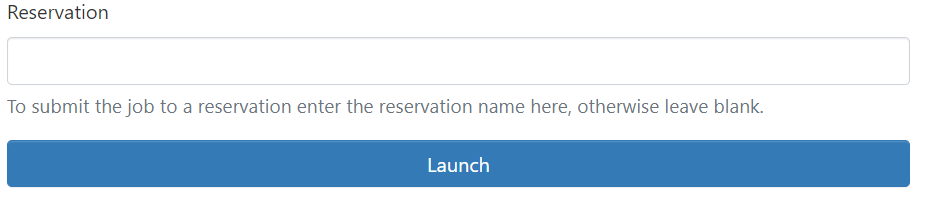 Reservation
To submit the job to a reservation enter the reservation name here, otherwise leave blank.
Launch